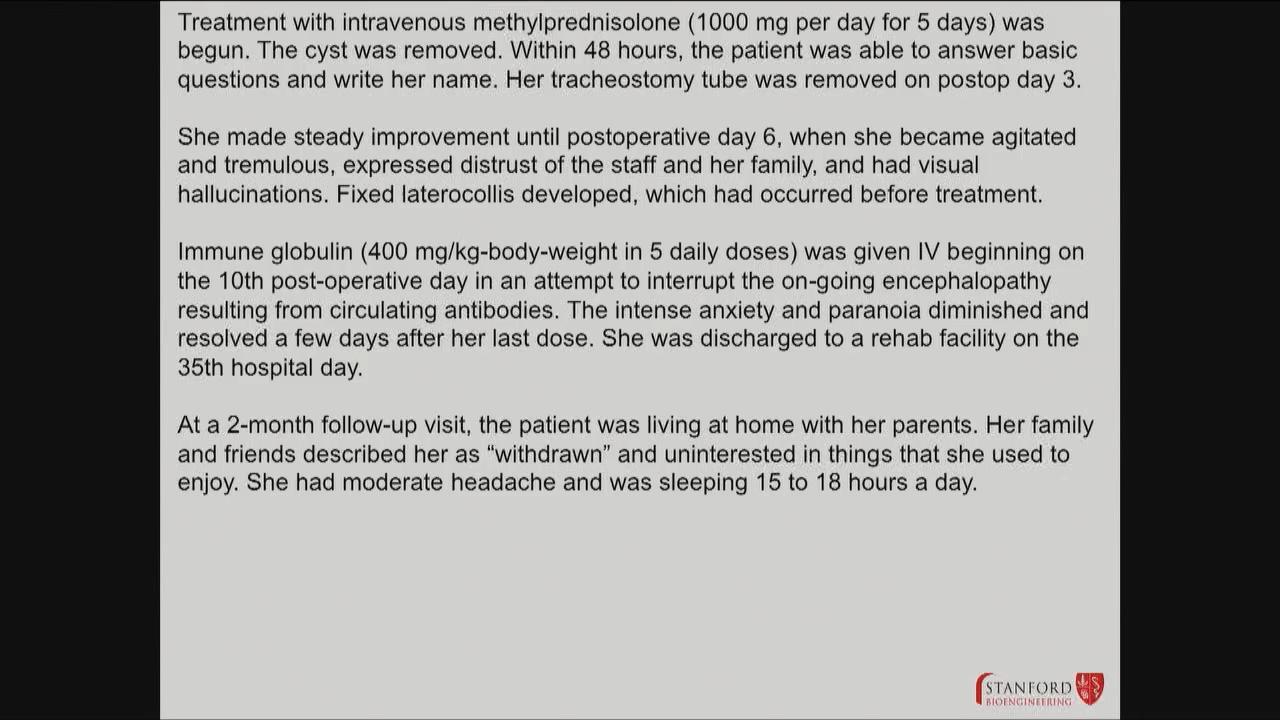 Treatment with intravenous methylprednisolone (1000 mg per day for 5 days) was
begun. The cyst was removed. Within 48 hours, the patient was able to answer basic
questions and write her name. Her tracheostomy tube was removed on postop day 3.
She made steady improvement until postoperative day 6, when she became agitated
and tremulous, expressed distrust of the staff and her family, and had visual
hallucinations. Fixed laterocollis developed, which had occurred before treatment.
Immune globulin (400 mg/kg-body-weight in 5 daily doses) was given IV beginning on
the 10th post-operative day in an attempt to interrupt the on-going encephalopathy
resulting from circulating antibodies. The intense anxiety and paranoia diminished and
resolved a few days after her last dose. She was discharged to a rehab facility on the
35th hospital day.
At a 2-month follow-up visit, the patient was living at home with her parents. Her family
and friends described her as “withdrawn” and uninterested in things that she used to
enjoy. She had moderate headache and was sleeping 15 to 18 hours a day.
STANFORD
BIOENGINEERING